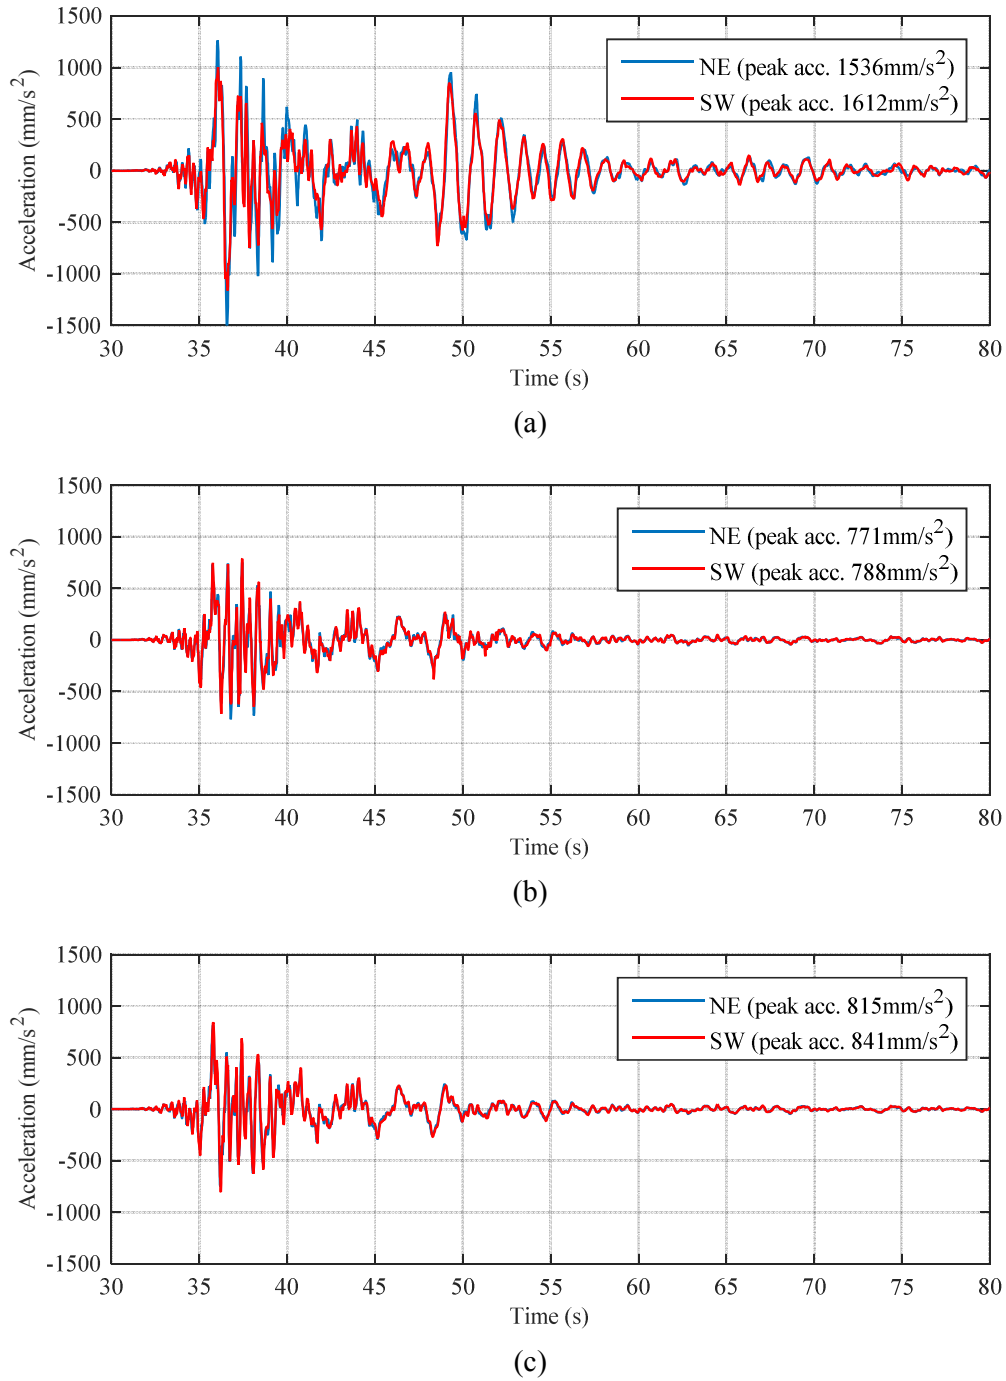 1500
1000
500
0
-500
-1000
-1500
Acceleration (mm/s2)
NE (peak acc. 1536mm/s2)
SW (peak acc. 1612mm/s2)
30 35 40 45 50 55 60 65 70 75 80
Time (s)
(a)
1500
1000
500
0
-500
-1000
-1500
Acceleration (mm/s2)
NE (peak acc. 771mm/s2)
SW (peak acc. 788mm/s2)
30 35 40 45 50 55 60 65 70 75 80
Time (s)
(b)
1500
1000
500
0
-500
-1000
-1500
Acceleration (mm/s2)
NE (peak acc. 815mm/s2)
SW (peak acc. 841mm/s2)
30 35 40 45 50 55 60 65 70 75 80
Time (s)
(c)